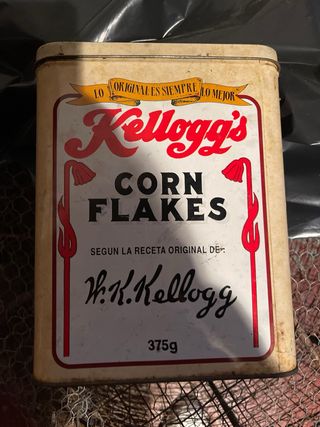 LO ORIGINAL ES SIEMPRE LO MEJOR
Kellogg's
CORN
FLAKES
SEGUN LA RECETA ORIGINAL DE-:
W.K.Kellogg
375g